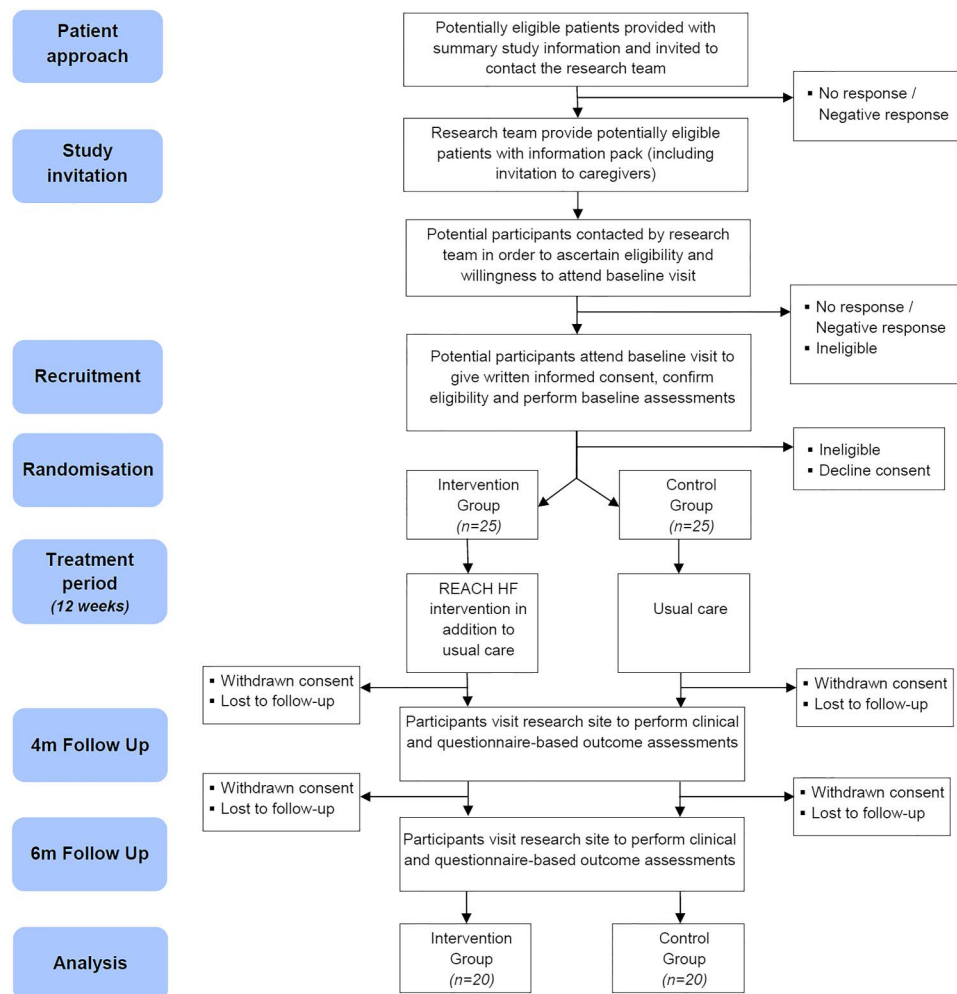 Patient
approach
Potentially eligible patients provided with
summary study information and invited to
contact the research team
▪ No response /
Negative response
Study
invitation
Research team provide potentially eligible
patients with information pack (including
invitation to caregivers)
Potential participants contacted by research
team in order to ascertain eligibility and
willingness to attend baseline visit
▪ No response /
Negative response
▪ Ineligible
Recruitment
Potential participants attend baseline visit to
give written informed consent, confirm
eligibility and perform baseline assessments
Randomisation
▪ Ineligible
▪ Decline consent
Intervention
Group
(n=25)
Control
Group
(n=25)
Treatment
period
(12 weeks)
REACH HF
intervention in
addition to
usual care
Usual care
▪ Withdrawn consent
▪ Lost to follow-up
▪ Withdrawn consent
▪ Lost to follow-up
4m Follow Up
Participants visit research site to perform clinical
and questionnaire-based outcome assessments
▪ Withdrawn consent
▪ Lost to follow-up
▪ Withdrawn consent
▪ Lost to follow-up
6m Follow Up
Participants visit research site to perform clinical
and questionnaire-based outcome assessments
Analysis
Intervention
Group
(n=20)
Control
Group
(n=20)